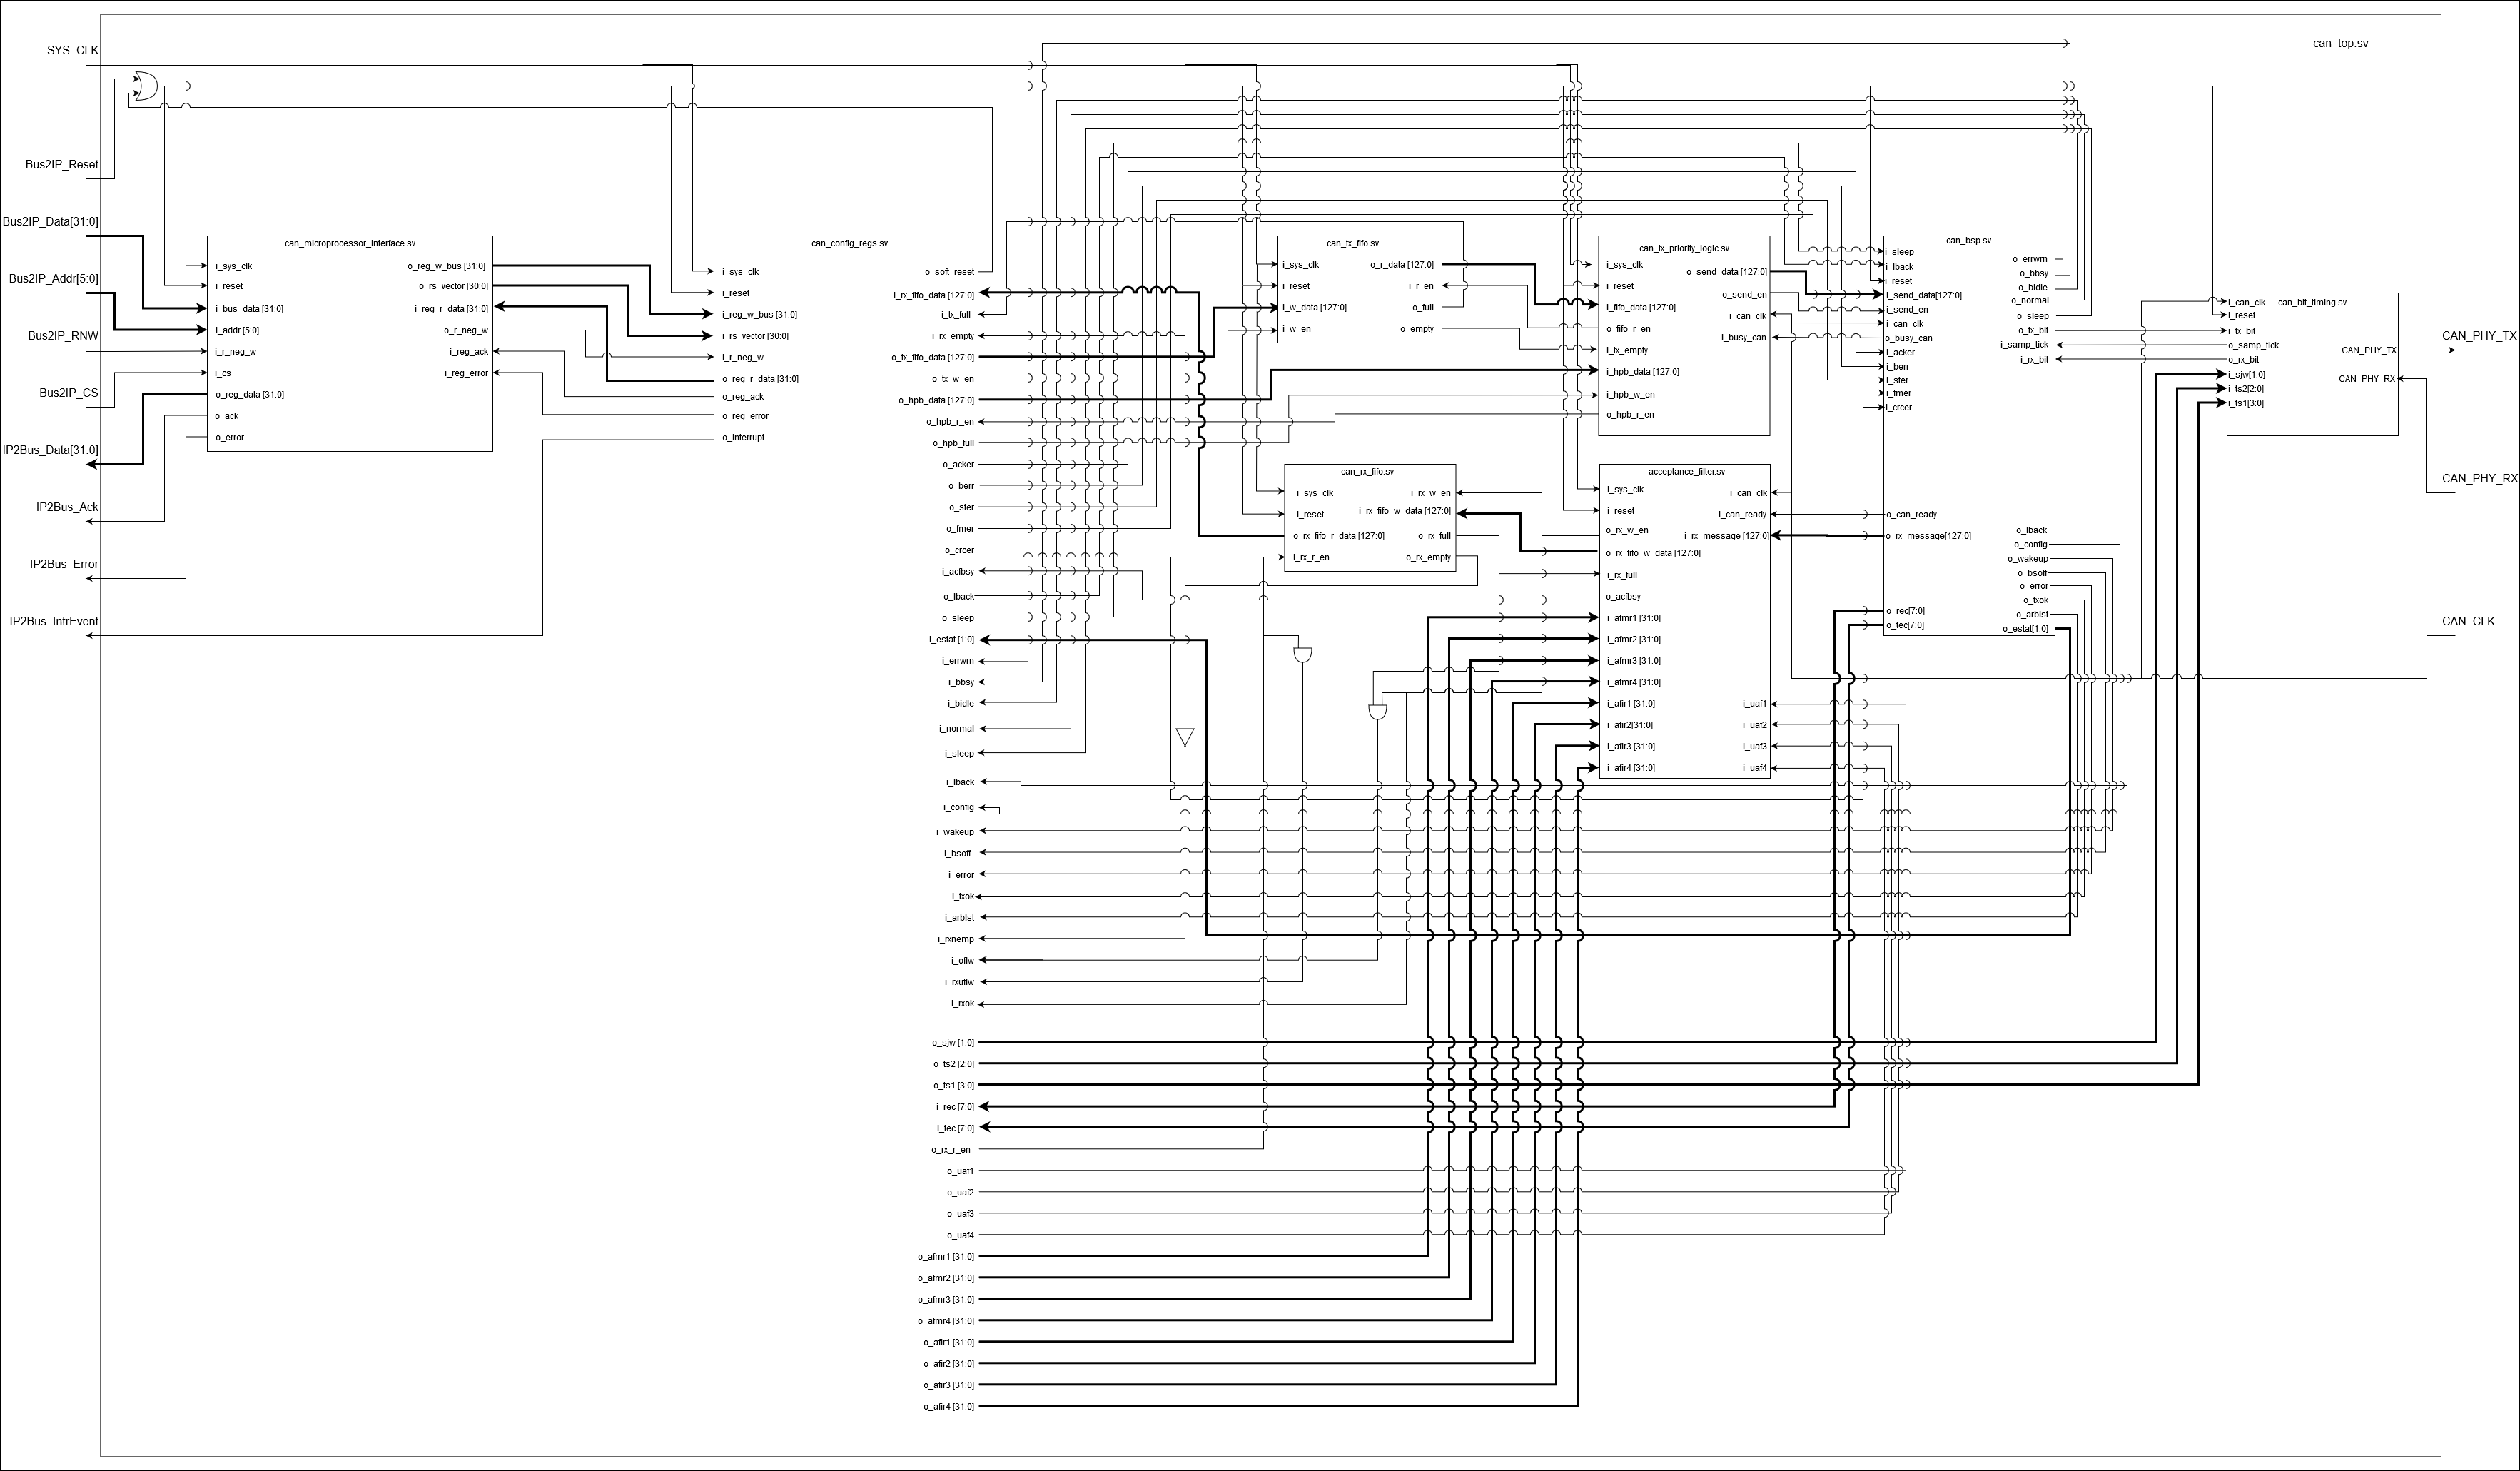 can_top.sv
SYS_CLK
Bus2IP_Reset
Bus2IP_Data[31:0]
Bus2IP_Addr[5:0]
Bus2IP_RNW
Bus2IP_CS
IP2Bus_Data[31:0]
IP2Bus_Ack
IP2Bus_Error
IP2Bus_IntrEvent
can_microprocessor_interface.sv
i_sys_clk
i_reset
i_bus_data [31:0]
i_addr [5:0]
i_r_neg_w
i_cs
o_reg_data [31:0]
o_ack
o_error
o_reg_w_bus [31:0]
o_rs_vector [30:0]
i_reg_r_data [31:0]
o_r_neg_w
i_reg_ack
i_reg_error
can_config_regs.sv
i_sys_clk
i_reset
i_reg_w_bus [31:0]
i_rs_vector [30:0]
i_r_neg_w
o_reg_r_data [31:0]
o_reg_ack
o_reg_error
o_interrupt
o_soft_reset
i_rx_fifo_data [127:0]
i_tx_full
i_rx_empty
o_tx_fifo_data [127:0]
o_tx_w_en
o_hpb_data [127:0]
o_hpb_r_en
o_hpb_full
o_acker
o_berr
o_ster
o_fmer
o_crcer
i_acfbsy
o_lback
o_sleep
i_estat [1:0]
i_errwrn
i_bbsy
i_bidle
i_normal
i_sleep
i_lback
i_config
i_wakeup
i_bsoff
i_error
i_txok
i_arblst
i_rxnemp
i_oflw
i_rxuflw
i_rxok
o_sjw [1:0]
o_ts2 [2:0]
o_ts1 [3:0]
i_rec [7:0]
i_tec [7:0]
o_rx_r_en
o_uaf1
o_uaf2
o_uaf3
o_uaf4
o_afmr1 [31:0]
o_afmr2 [31:0]
o_afmr3 [31:0]
o_afmr4 [31:0]
o_afir1 [31:0]
o_afir2 [31:0]
o_afir3 [31:0]
o_afir4 [31:0]
can_tx_fifo.sv
i_sys_clk
i_reset
i_w_data [127:0]
i_w_en
o_r_data [127:0]
i_r_en
o_full
o_empty
can_rx_fifo.sv
i_sys_clk
i_reset
o_rx_fifo_r_data [127:0]
i_rx_r_en
i_rx_w_en
i_rx_fifo_w_data [127:0]
o_rx_full
o_rx_empty
can_tx_priority_logic.sv
i_sys_clk
i_reset
i_fifo_data [127:0]
o_fifo_r_en
i_tx_empty
i_hpb_data [127:0]
i_hpb_w_en
o_hpb_r_en
o_send_data [127:0]
o_send_en
i_can_clk
i_busy_can
acceptance_filter.sv
i_sys_clk
i_reset
o_rx_w_en
o_rx_fifo_w_data [127:0]
i_rx_full
o_acfbsy
i_afmr1 [31:0]
i_afmr2 [31:0]
i_afmr3 [31:0]
i_afmr4 [31:0]
i_afir1 [31:0]
i_afir2[31:0]
i_afir3 [31:0]
i_afir4 [31:0]
i_can_clk
i_can_ready
i_rx_message [127:0]
i_uaf1
i_uaf2
i_uaf3
i_uaf4
can_bsp.sv
i_sleep
i_lback
i_reset
i_send_data[127:0]
i_send_en
i_can_clk
o_busy_can
i_acker
i_berr
i_ster
i_fmer
i_crcer
o_can_ready
o_rx_message[127:0]
o_rec[7:0]
o_tec[7:0]
o_errwrn
o_bbsy
o_bidle
o_normal
o_sleep
o_tx_bit
i_samp_tick
i_rx_bit
o_lback
o_config
o_wakeup
o_bsoff
o_error
o_txok
o_arblst
o_estat[1:0]
can_bit_timing.sv
i_can_clk
i_reset
i_tx_bit
o_samp_tick
o_rx_bit
i_sjw[1:0]
i_ts2[2:0]
i_ts1[3:0]
CAN_PHY_TX
CAN_PHY_RX
CAN_PHY_TX
CAN_PHY_RX
CAN_CLK